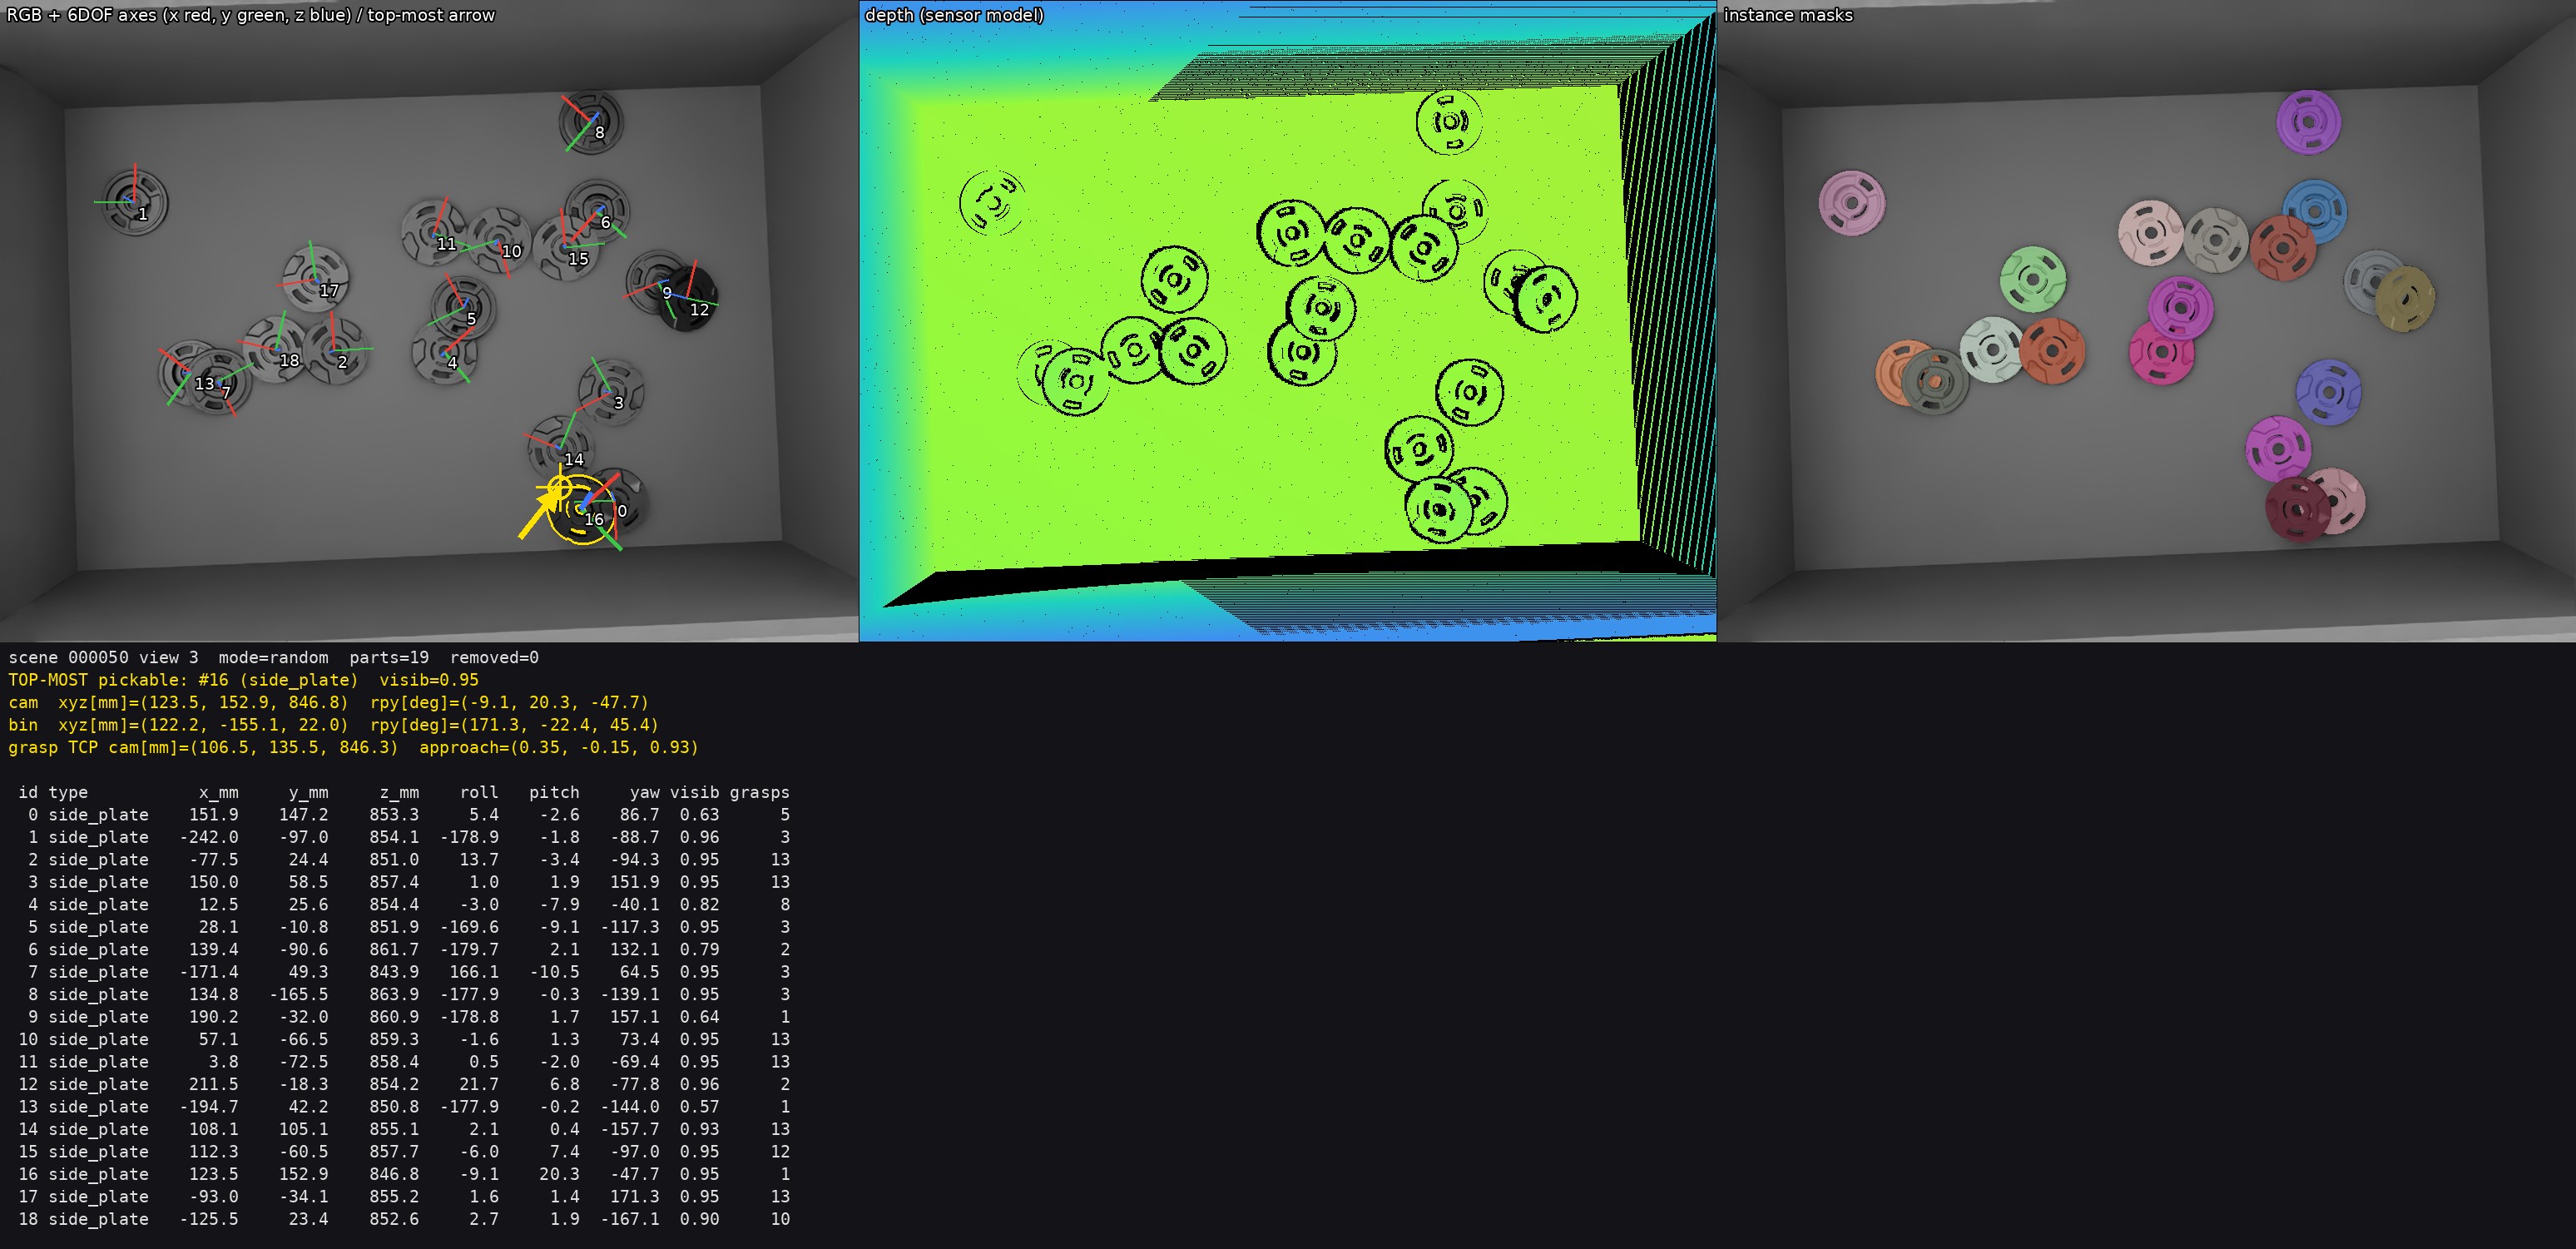 RGB + 6DOF axes (x red, y green, z blue) / top-most arrow
depth (sensor model)
instance masks
8
1
6
11
10
15
9
12
17
5
18
2
4
13
7
3
14
16
0
scene 000050 view 3  mode=random  parts=19  removed=0
TOP-MOST pickable: #16 (side_plate)  visib=0.95
cam  xyz[mm]=(123.5, 152.9, 846.8)  rpy[deg]=(-9.1, 20.3, -47.7)
bin  xyz[mm]=(122.2, -155.1, 22.0)  rpy[deg]=(171.3, -22.4, 45.4)
grasp TCP cam[mm]=(106.5, 135.5, 846.3)  approach=(0.35, -0.15, 0.93)
id type x_mm y_mm z_mm roll pitch yaw visib grasps
0 side_plate 151.9 147.2 853.3 5.4 -2.6 86.7 0.63 5
1 side_plate -242.0 -97.0 854.1 -178.9 -1.8 -88.7 0.96 3
2 side_plate -77.5 24.4 851.0 13.7 -3.4 -94.3 0.95 13
3 side_plate 150.0 58.5 857.4 1.0 1.9 151.9 0.95 13
4 side_plate 12.5 25.6 854.4 -3.0 -7.9 -40.1 0.82 8
5 side_plate 28.1 -10.8 851.9 -169.6 -9.1 -117.3 0.95 3
6 side_plate 139.4 -90.6 861.7 -179.7 2.1 132.1 0.79 2
7 side_plate -171.4 49.3 843.9 166.1 -10.5 64.5 0.95 3
8 side_plate 134.8 -165.5 863.9 -177.9 -0.3 -139.1 0.95 3
9 side_plate 190.2 -32.0 860.9 -178.8 1.7 157.1 0.64 1
10 side_plate 57.1 -66.5 859.3 -1.6 1.3 73.4 0.95 13
11 side_plate 3.8 -72.5 858.4 0.5 -2.0 -69.4 0.95 13
12 side_plate 211.5 -18.3 854.2 21.7 6.8 -77.8 0.96 2
13 side_plate -194.7 42.2 850.8 -177.9 -0.2 -144.0 0.57 1
14 side_plate 108.1 105.1 855.1 2.1 0.4 -157.7 0.93 13
15 side_plate 112.3 -60.5 857.7 -6.0 7.4 -97.0 0.95 12
16 side_plate 123.5 152.9 846.8 -9.1 20.3 -47.7 0.95 1
17 side_plate -93.0 -34.1 855.2 1.6 1.4 171.3 0.95 13
18 side_plate -125.5 23.4 852.6 2.7 1.9 -167.1 0.90 10